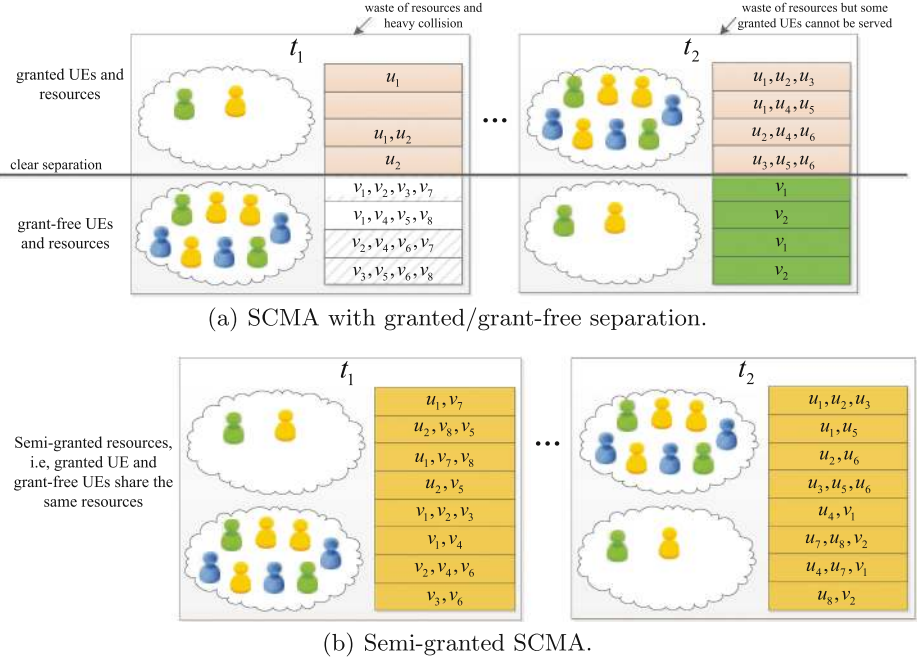 waste of resources and
heavy collision
waste of resources but some
granted UEs cannot be served
granted UEs and
resources
t₁
u₁
u₁,u₂
u₂
...
t₂
u₁,u₂,u₃
u₁,u₄,u₅
u₂,u₄,u₆
u₃,u₅,u₆
clear separation
grant-free UEs
and resources
v₁,v₂,v₃,v₇
v₁,v₄,v₅,v₈
v₂,v₄,v₆,v₇
v₃,v₅,v₆,v₈
v₁
v₂
v₁
v₂
(a) SCMA with granted/grant-free separation.
Semi-granted resources,
i.e, granted UE and
grant-free UEs share the
same resources
t₁
u₁,v₇
u₂,v₈,v₅
u₁,v₇,v₈
u₂,v₅
v₁,v₂,v₃
v₁,v₄
v₂,v₄,v₆
v₃,v₆
...
t₂
u₁,u₂,u₃
u₁,u₅
u₂,u₆
u₃,u₅,u₆
u₄,v₁
u₇,u₈,v₂
u₄,u₇,v₁
u₈,v₂
(b) Semi-granted SCMA.